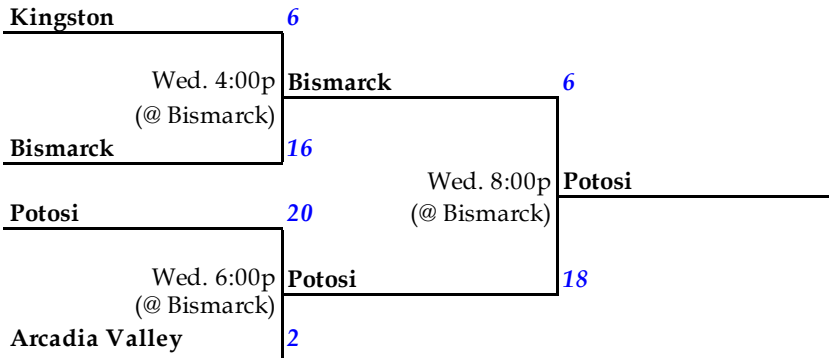 Kingston 6
Wed. 4:00p Bismarck 6
(@ Bismarck)
Bismarck 16
Wed. 8:00p Potosi
Potosi 20 (@ Bismarck)
Wed. 6:00p Potosi 18
(@ Bismarck)
Arcadia Valley 2